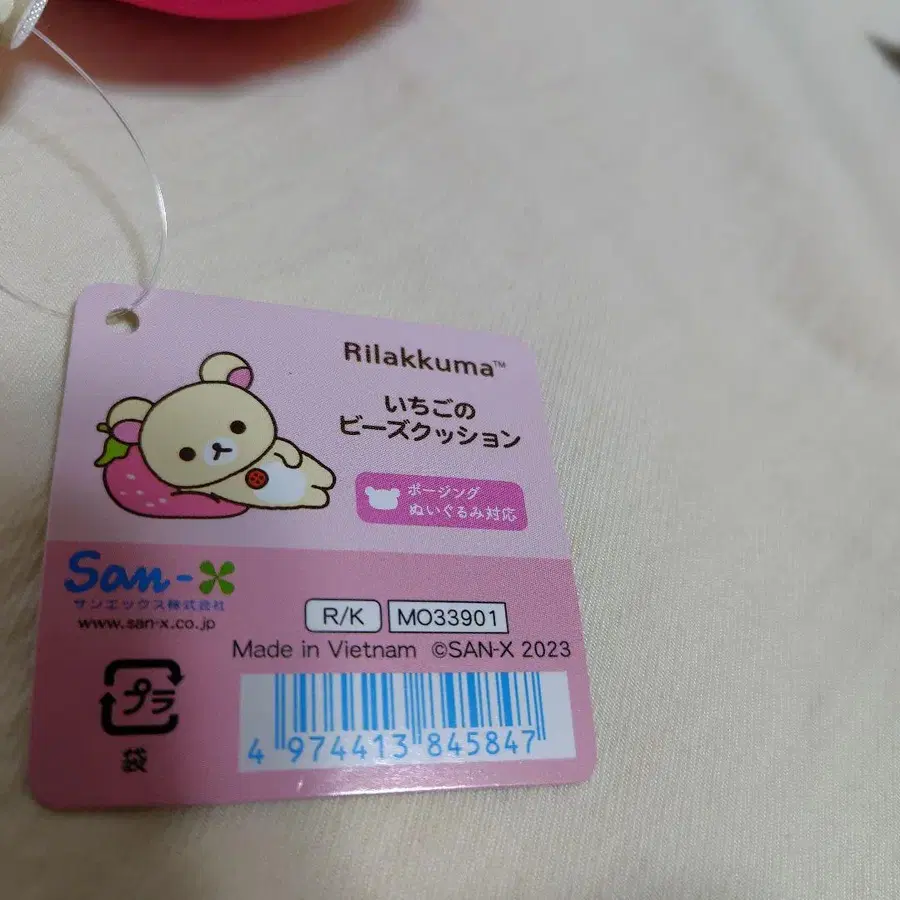 Rilakkuma™
いちごの
ビーズクッション
ポージング
ぬいぐるみ対応
San-X
サンエックス株式会社
www.san-x.co.jp
R/K MO33901
Made in Vietnam ©SAN-X 2023
プラ
袋
4 974413 845847